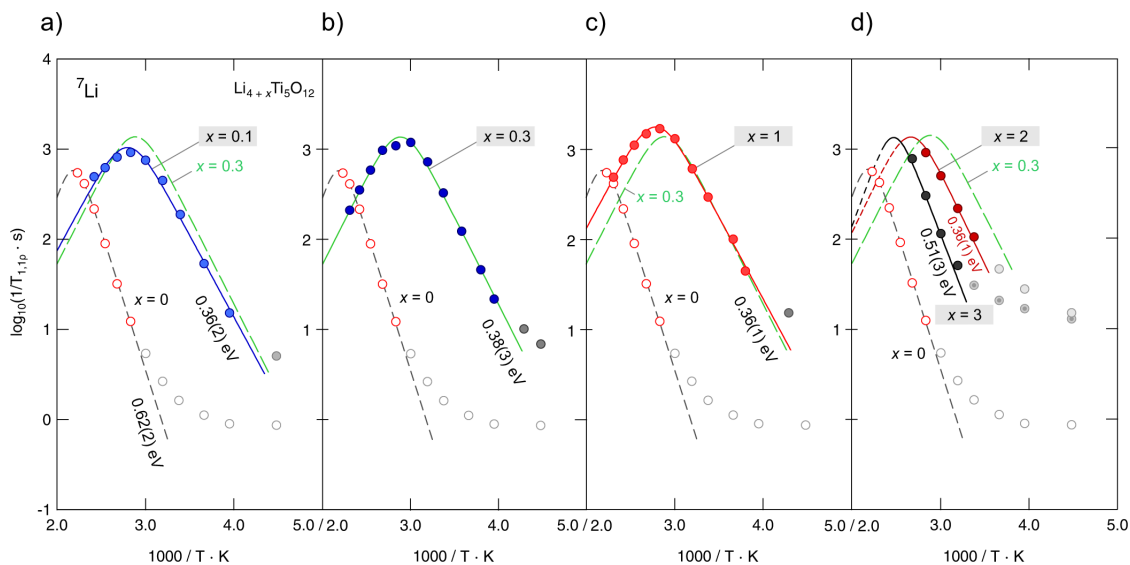 a)
b)
c)
d)
⁷Li
Li₄₊ₓTi₅O₁₂
x = 0.1
x = 0.3
x = 0
0.36(2) eV
0.62(2) eV
x = 0.3
x = 0
0.38(3) eV
x = 1
x = 0.3
0.36(1) eV
x = 2
x = 0.3
0.36(1) eV
0.51(3) eV
x = 3
x = 0
log₁₀(1/T₁,₁ρ · s)
4
3
2
1
0
-1
2.0 3.0 4.0 5.0 / 2.0 3.0 4.0 5.0 / 2.0 3.0 4.0 5.0 / 2.0 3.0 4.0 5.0
1000 / T · K 1000 / T · K 1000 / T · K 1000 / T · K